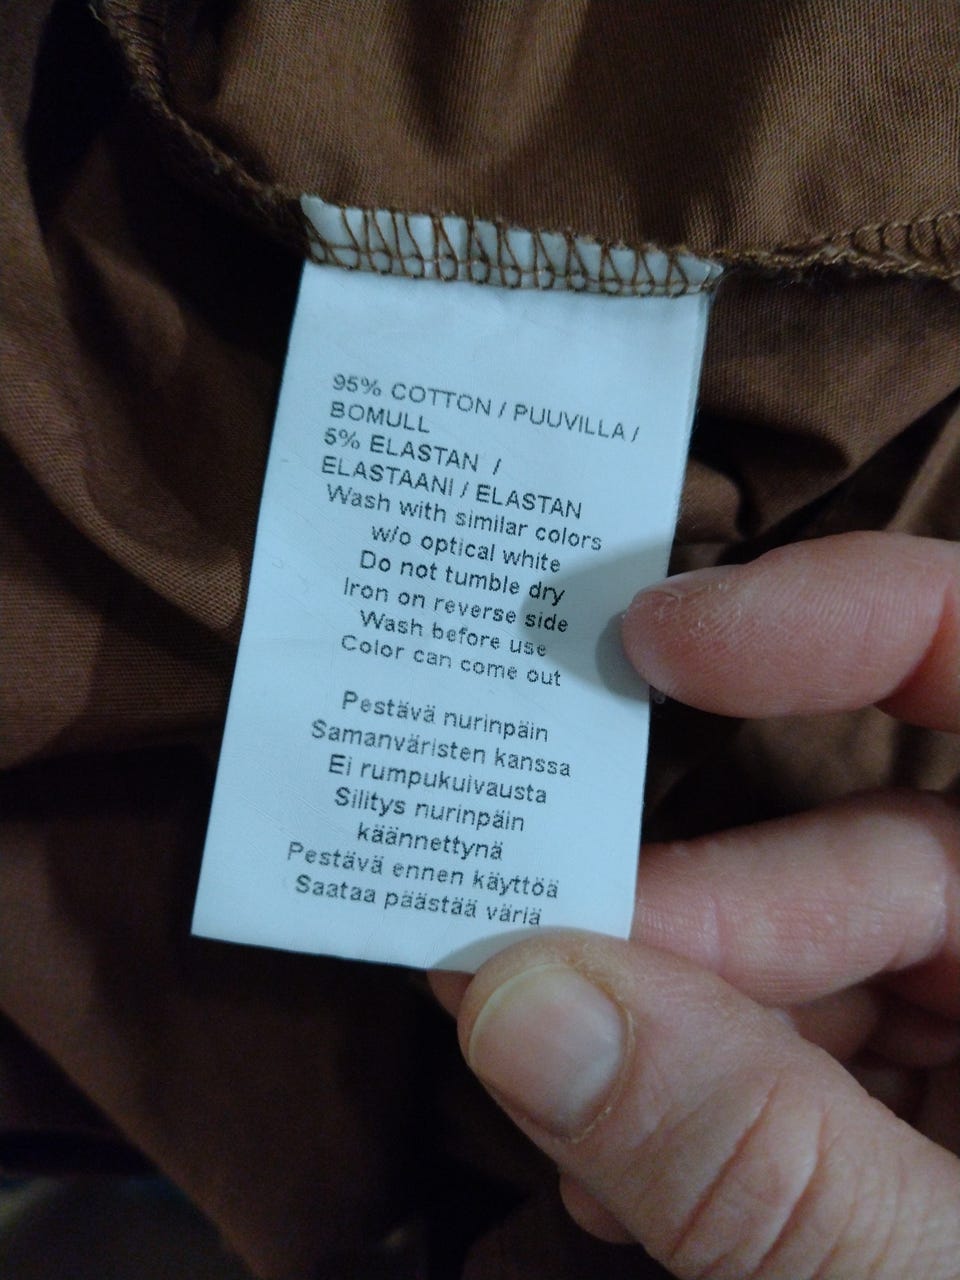 95% COTTON / PUUVILLA /
BOMULL
5% ELASTAN /
ELASTAANI / ELASTAN
Wash with similar colors
w/o optical white
Do not tumble dry
Iron on reverse side
Wash before use
Color can come out
Pestävä nurinpäin
Samanväristen kanssa
Ei rumpukuivausta
Silitys nurinpäin
käännettynä
Pestävä ennen käyttöä
Saataa päästää väriä